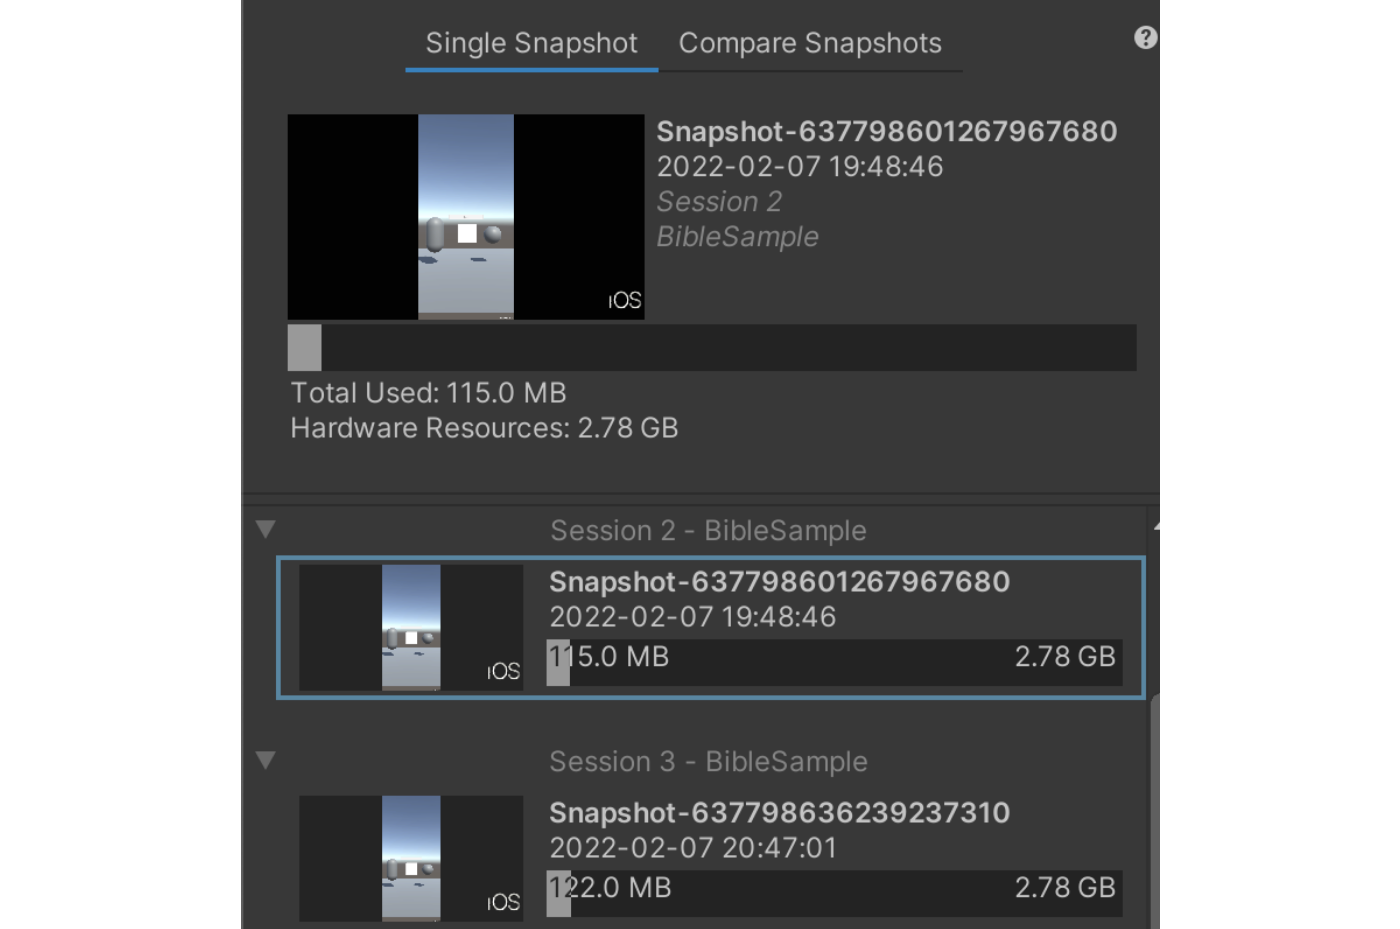 Single Snapshot Compare Snapshots ?
Snapshot-637798601267967680
2022-02-07 19:48:46
Session 2
BibleSample
iOS
Total Used: 115.0 MB
Hardware Resources: 2.78 GB
Session 2 - BibleSample
Snapshot-637798601267967680
2022-02-07 19:48:46
115.0 MB 2.78 GB
iOS
Session 3 - BibleSample
Snapshot-637798636239237310
2022-02-07 20:47:01
122.0 MB 2.78 GB
iOS